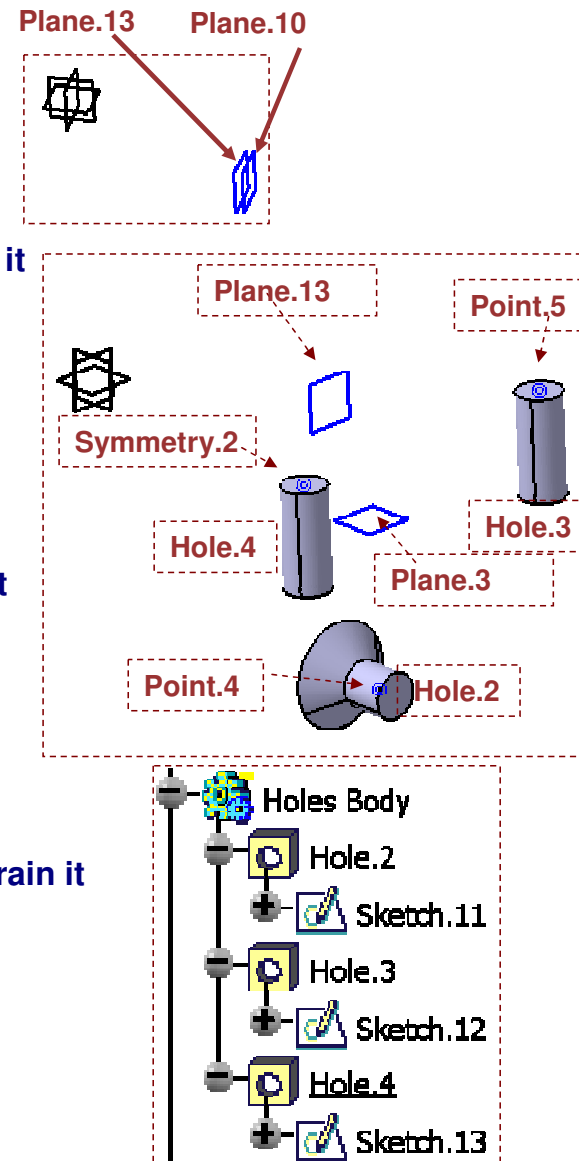 Plane.13 Plane.10
it
Plane.13
Point.5
Symmetry.2
Hole.3
Hole.4
Plane.3
t
Point.4
Hole.2
Holes Body
Hole.2
rain it
Sketch.11
Hole.3
Sketch.12
Hole.4
Sketch.13